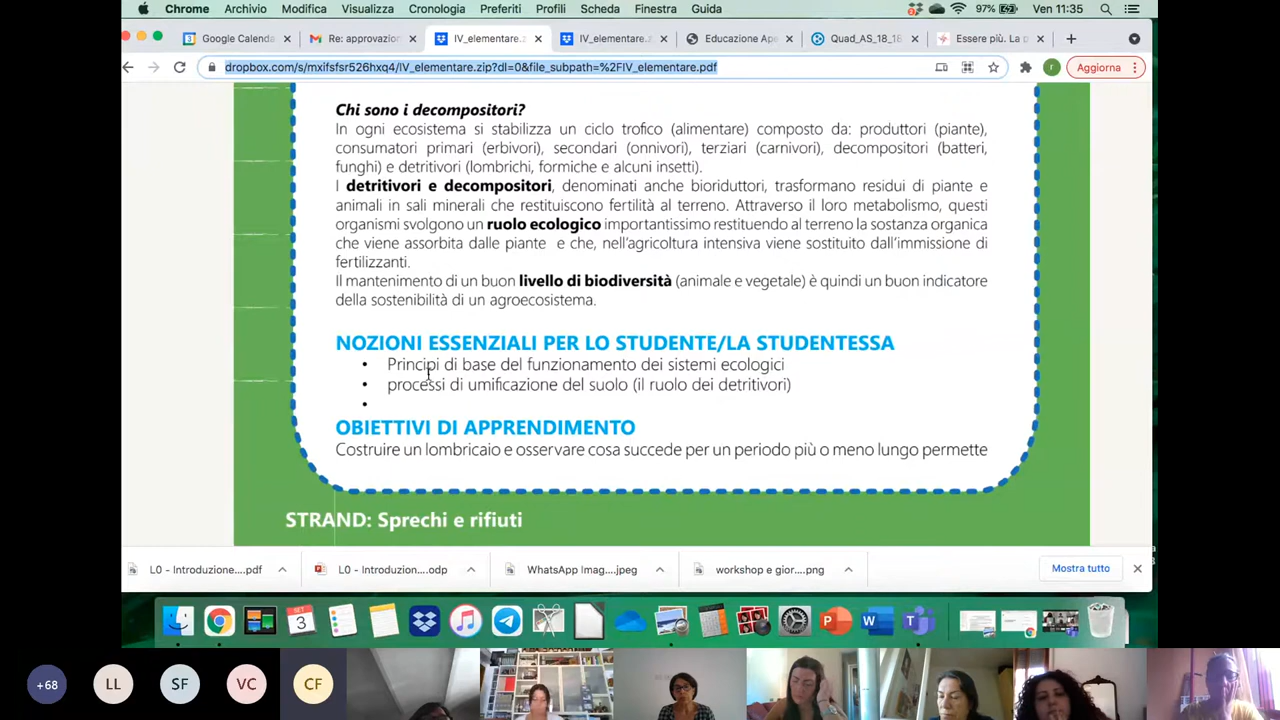 Chrome Archivio Modifica Visualizza Cronologia Preferiti Profili Scheda Finestra Guida 97% Ven 11:35
Google Calenda
Re: approvazion
IV_elementare.z
IV_elementare.z
Educazione Ape
Quad_AS_18_18
Essere più. La p
dropbox.com/s/mxifsfsr526hxq4/IV_elementare.zip?dl=0&file_subpath=%2FIV_elementare.pdf
r
Aggiorna
Chi sono i decompositori?
In ogni ecosistema si stabilizza un ciclo trofico (alimentare) composto da: produttori (piante),
consumatori primari (erbivori), secondari (onnivori), terziari (carnivori), decompositori (batteri,
funghi) e detritivori (lombrichi, formiche e alcuni insetti).
I detritivori e decompositori, denominati anche bioriduttori, trasformano residui di piante e
animali in sali minerali che restituiscono fertilità al terreno. Attraverso il loro metabolismo, questi
organismi svolgono un ruolo ecologico importantissimo restituendo al terreno la sostanza organica
che viene assorbita dalle piante e che, nell'agricoltura intensiva viene sostituito dall'immissione di
fertilizzanti.
Il mantenimento di un buon livello di biodiversità (animale e vegetale) è quindi un buon indicatore
della sostenibilità di un agroecosistema.
NOZIONI ESSENZIALI PER LO STUDENTE/LA STUDENTESSA
• Principi di base del funzionamento dei sistemi ecologici
• processi di umificazione del suolo (il ruolo dei detritivori)
•
OBIETTIVI DI APPRENDIMENTO
Costruire un lombricaio e osservare cosa succede per un periodo più o meno lungo permette
STRAND: Sprechi e rifiuti
L0 - Introduzione....pdf
L0 - Introduzion....odp
WhatsApp Imag....jpeg
workshop e gior....png
Mostra tutto
SET
3
P
W
T
+68
LL
SF
VC
CF